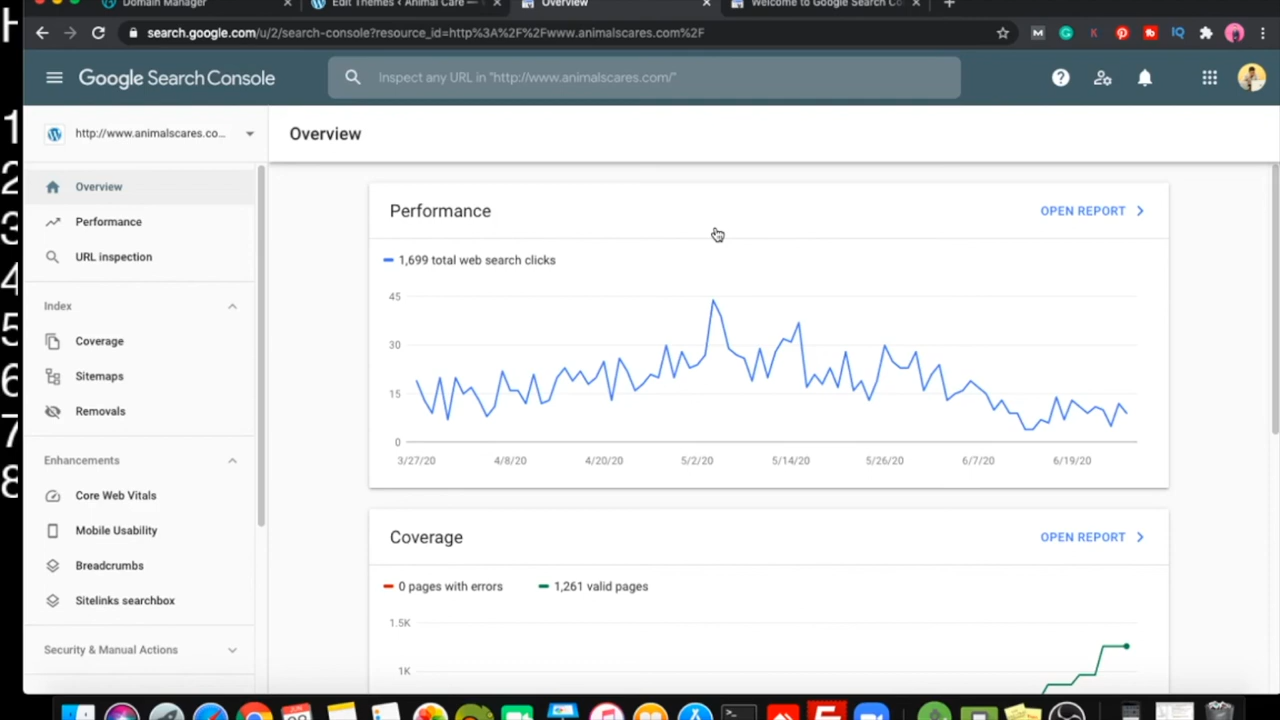 Domain Manager
Edit Themes ‹ Animal Care —
Overview
Welcome to Google Search Co
search.google.com/u/2/search-console?resource_id=http%3A%2F%2Fwww.animalscares.com%2F
Google Search Console
Inspect any URL in "http://www.animalscares.com/"
http://www.animalscares.co...
Overview
Overview
Performance
URL inspection
Index
Coverage
Sitemaps
Removals
Enhancements
Core Web Vitals
Mobile Usability
Breadcrumbs
Sitelinks searchbox
Security & Manual Actions
Performance
OPEN REPORT
1,699 total web search clicks
45
30
15
0
3/27/20 4/8/20 4/20/20 5/2/20 5/14/20 5/26/20 6/7/20 6/19/20
Coverage
OPEN REPORT
0 pages with errors 1,261 valid pages
1.5K
1K
H
1
2
3
4
5
6
7
8